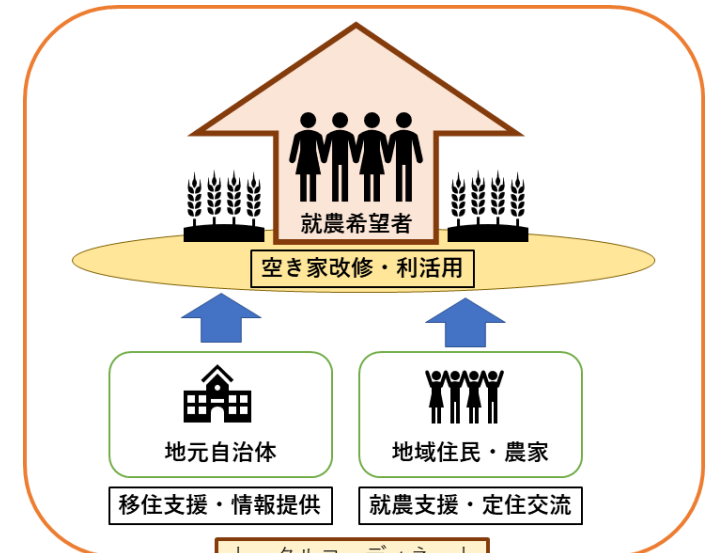 就農希望者
空き家改修・利活用
地元自治体
地域住民・農家
移住支援・情報提供
就農支援・定住交流